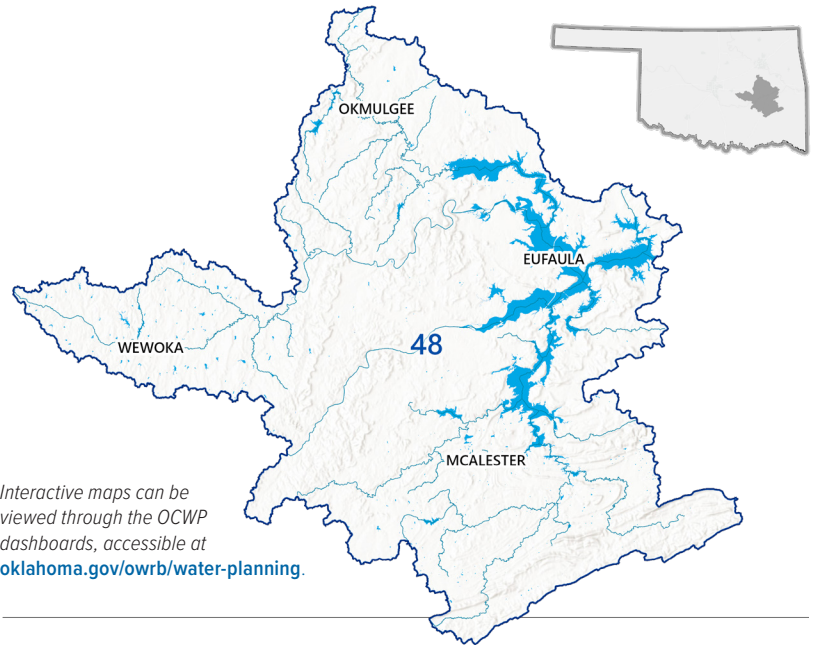 OKMULGEE
EUFAULA
WEWOKA
48
MCALESTER
Interactive maps can be
viewed through the OCWP
dashboards, accessible at
oklahoma.gov/owrb/water-planning.